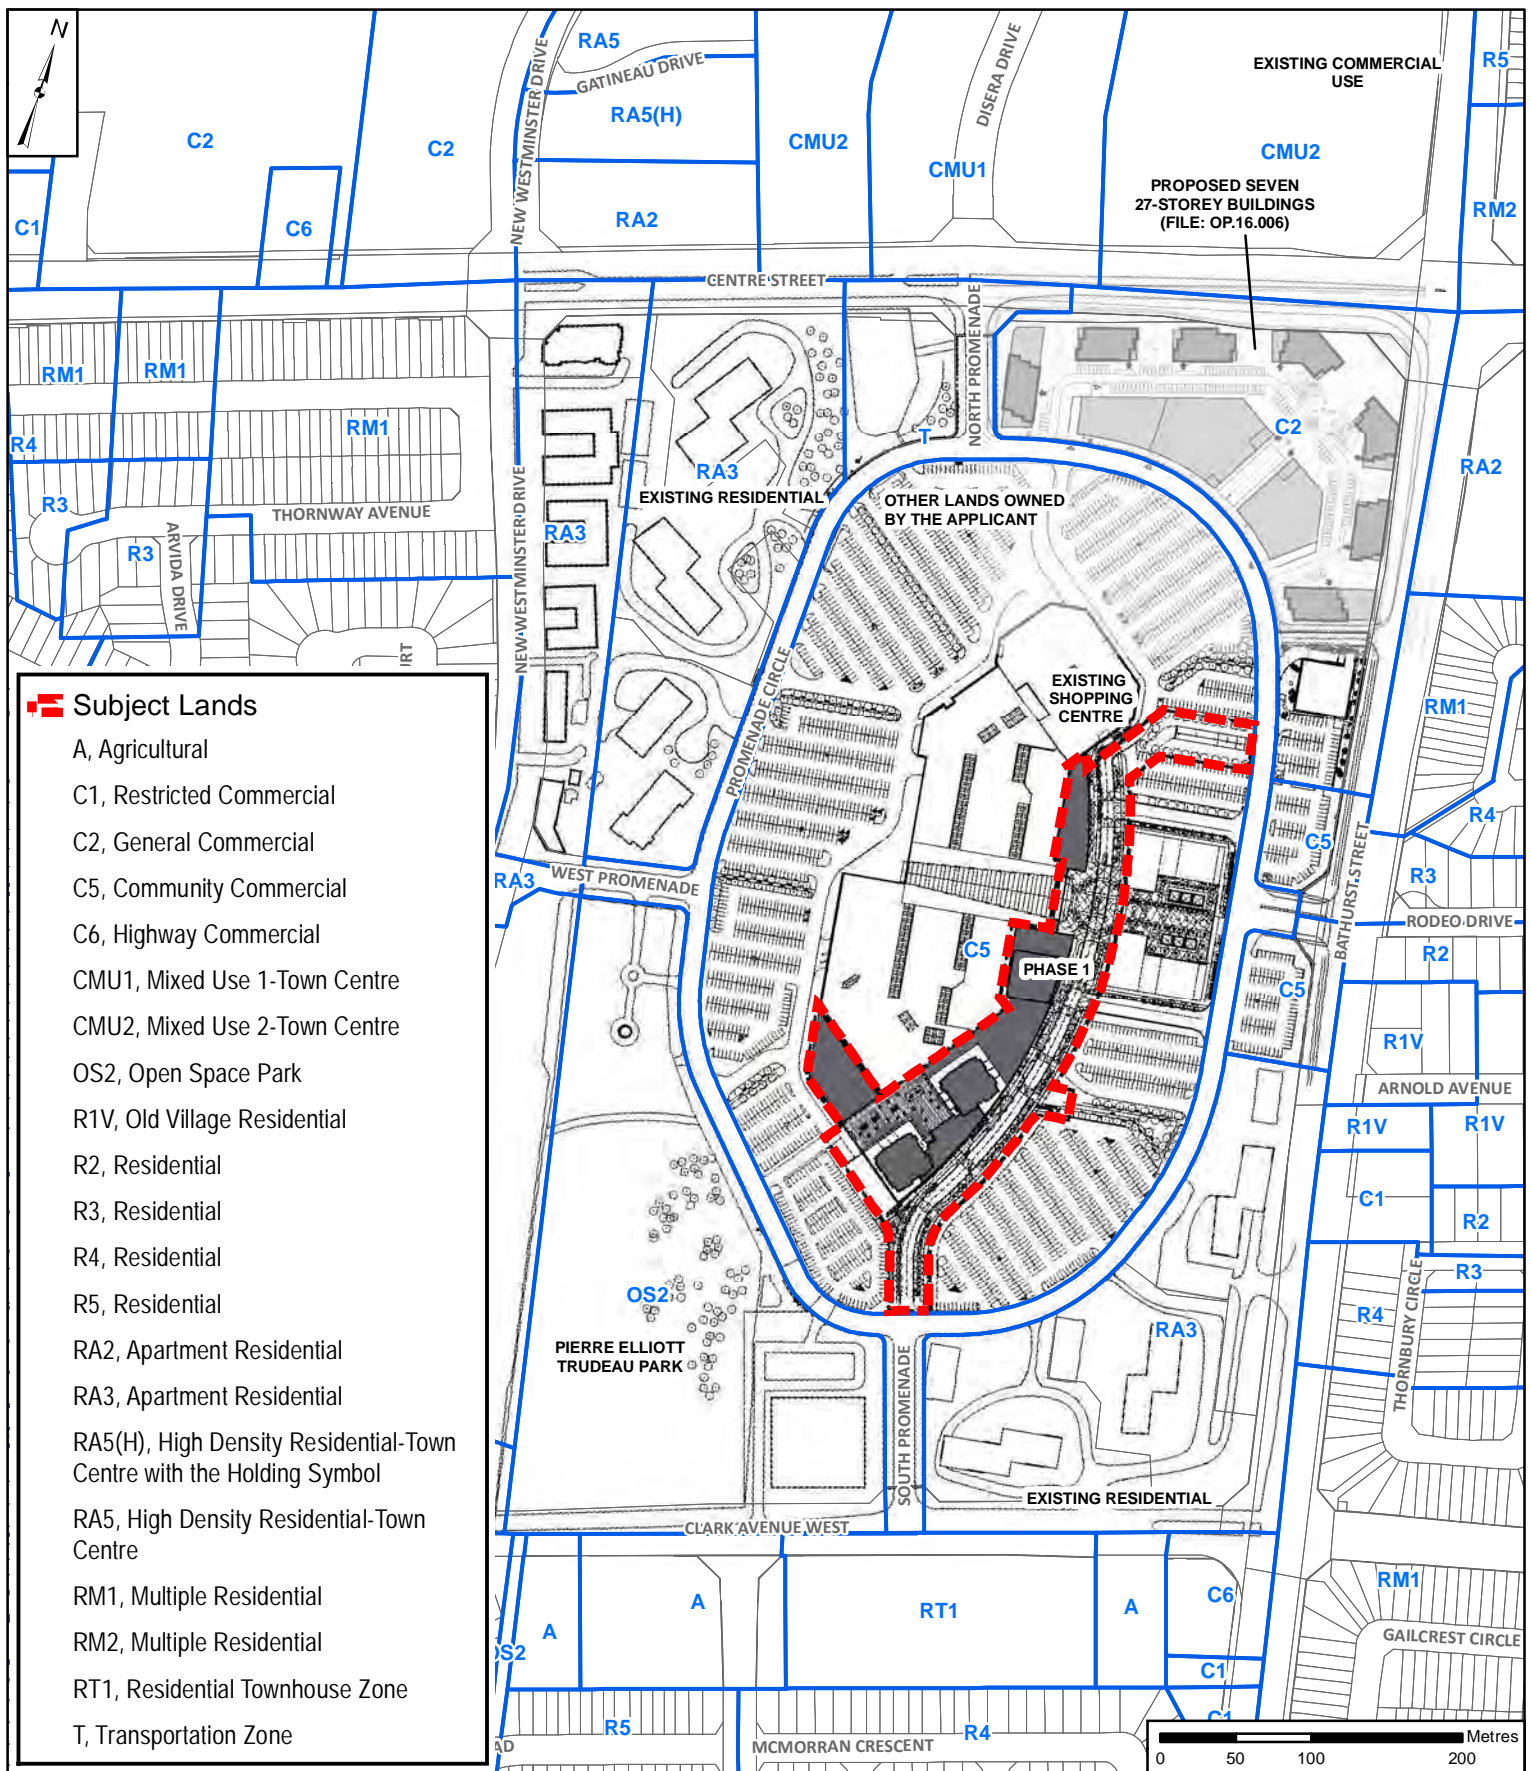 N
RA5
GATINEAU DRIVE
RA5(H)
NEW WESTMINSTER DRIVE
DISERA DRIVE
EXISTING COMMERCIAL
USE
R5
C2
C2
CMU2
CMU1
CMU2
PROPOSED SEVEN
27-STOREY BUILDINGS
(FILE: OP.16.006)
RM2
C1
C6
RA2
CENTRE STREET
NORTH PROMENADE
RM1
RM1
RM1
R4
R3
R3
THORNWAY AVENUE
ARVIDA DRIVE
NEW WESTMINSTER DRIVE
RA3
RA3
EXISTING RESIDENTIAL
T
C2
RA2
OTHER LANDS OWNED
BY THE APPLICANT
PROMENADE CIRCLE
EXISTING
SHOPPING
CENTRE
RM1
R4
C5
BATHURST STREET
R3
RODEO DRIVE
R2
WEST PROMENADE
RA3
C5
PHASE 1
C5
R1V
ARNOLD AVENUE
R1V
R1V
C1
R2
R3
R4
THORNBURY CIRCLE
OS2
PIERRE ELLIOTT
TRUDEAU PARK
RA3
SOUTH PROMENADE
EXISTING RESIDENTIAL
CLARK AVENUE WEST
A
A
RT1
A
C6
RM1
GAILCREST CIRCLE
C1
C1
R5
R4
MCMORRAN CRESCENT
Subject Lands
A, Agricultural
C1, Restricted Commercial
C2, General Commercial
C5, Community Commercial
C6, Highway Commercial
CMU1, Mixed Use 1-Town Centre
CMU2, Mixed Use 2-Town Centre
OS2, Open Space Park
R1V, Old Village Residential
R2, Residential
R3, Residential
R4, Residential
R5, Residential
RA2, Apartment Residential
RA3, Apartment Residential
RA5(H), High Density Residential-Town
Centre with the Holding Symbol
RA5, High Density Residential-Town
Centre
RM1, Multiple Residential
RM2, Multiple Residential
RT1, Residential Townhouse Zone
T, Transportation Zone
Metres
0 50 100 200